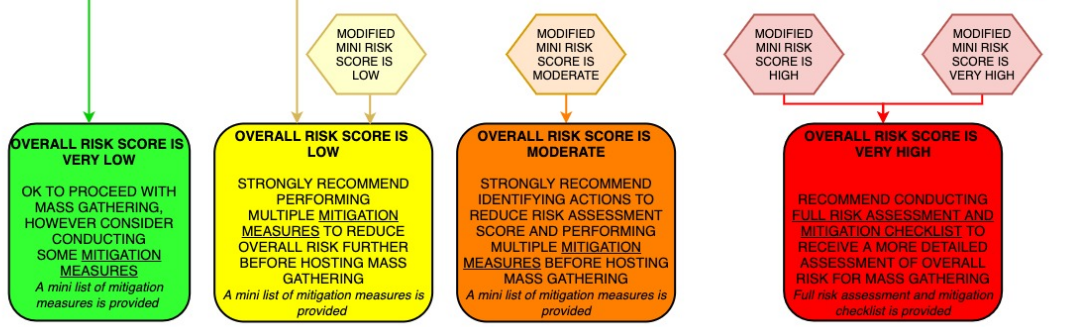 MODIFIED
MINI RISK
SCORE IS
LOW
MODIFIED
MINI RISK
SCORE IS
MODERATE
MODIFIED
MINI RISK
SCORE IS
HIGH
MODIFIED
MINI RISK
SCORE IS
VERY HIGH
OVERALL RISK SCORE IS
VERY LOW
OK TO PROCEED WITH
MASS GATHERING,
HOWEVER CONSIDER
CONDUCTING
SOME MITIGATION
MEASURES
A mini list of mitigation
measures is provided
OVERALL RISK SCORE IS
LOW
STRONGLY RECOMMEND
PERFORMING
MULTIPLE MITIGATION
MEASURES TO REDUCE
OVERALL RISK FURTHER
BEFORE HOSTING MASS
GATHERING
A mini list of mitigation measures is
provided
OVERALL RISK SCORE IS
MODERATE
STRONGLY RECOMMEND
IDENTIFYING ACTIONS TO
REDUCE RISK ASSESSMENT
SCORE AND PERFORMING
MULTIPLE MITIGATION
MEASURES BEFORE HOSTING
MASS GATHERING
A mini list of mitigation measures is
provided
OVERALL RISK SCORE IS
VERY HIGH
RECOMMEND CONDUCTING
FULL RISK ASSESSMENT AND
MITIGATION CHECKLIST TO
RECEIVE A MORE DETAILED
ASSESSMENT OF OVERALL
RISK FOR MASS GATHERING
Full risk assessment and mitigation
checklist is provided